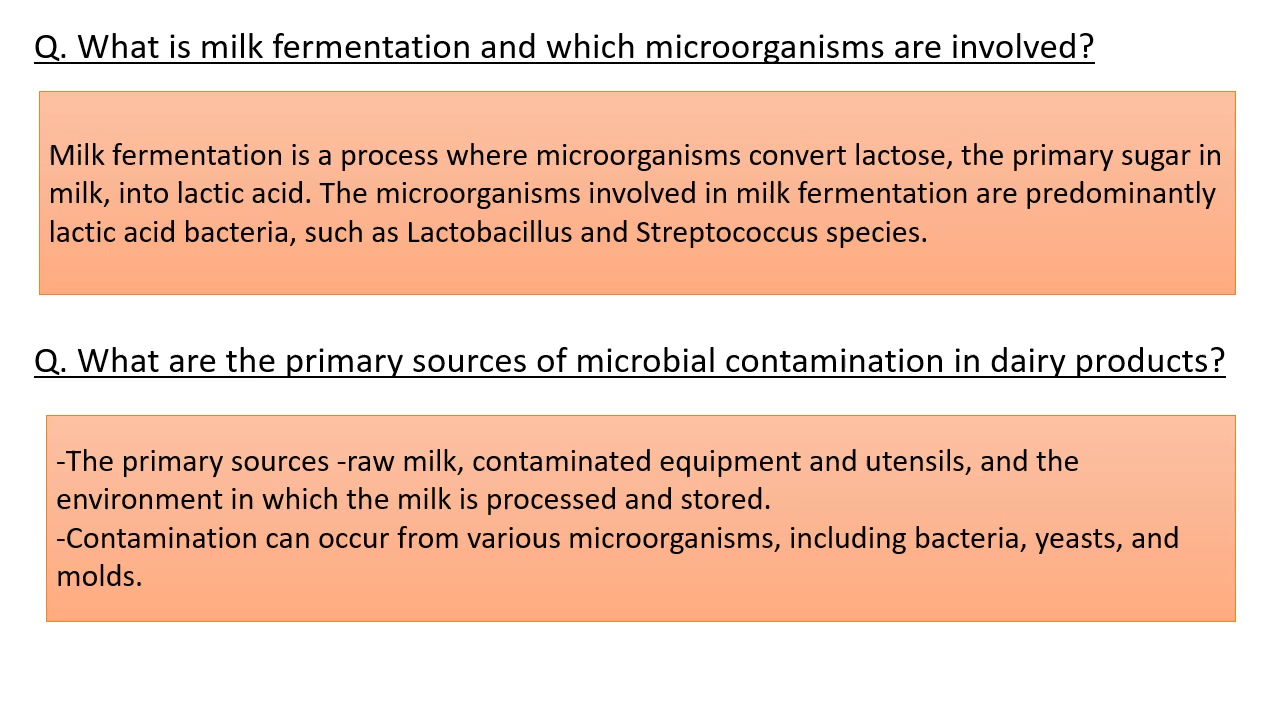 Q. What is milk fermentation and which microorganisms are involved?
Milk fermentation is a process where microorganisms convert lactose, the primary sugar in
milk, into lactic acid. The microorganisms involved in milk fermentation are predominantly
lactic acid bacteria, such as Lactobacillus and Streptococcus species.
Q. What are the primary sources of microbial contamination in dairy products?
-The primary sources -raw milk, contaminated equipment and utensils, and the
environment in which the milk is processed and stored.
-Contamination can occur from various microorganisms, including bacteria, yeasts, and
molds.